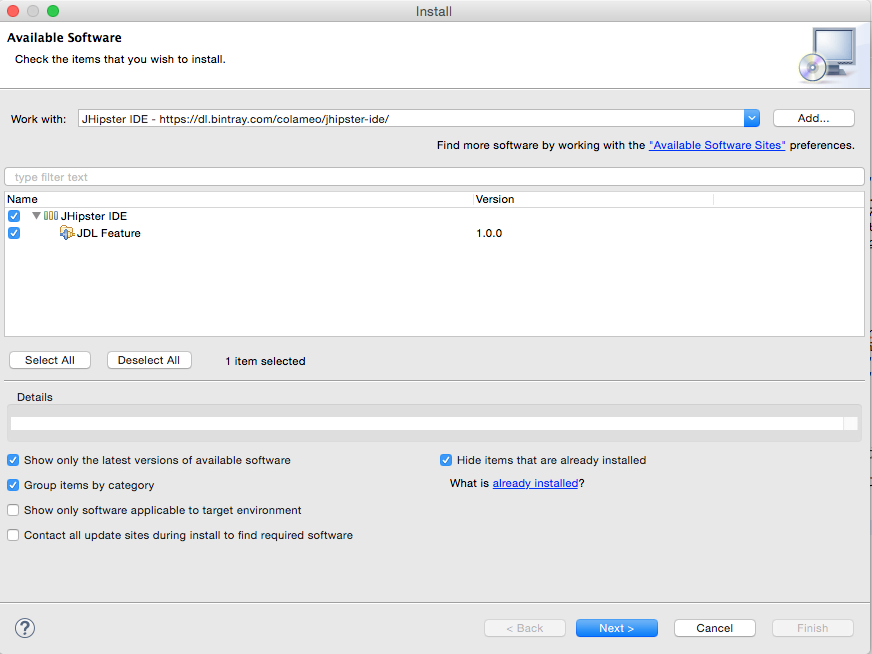 Install
Available Software
Check the items that you wish to install.
Work with: JHipster IDE - https://dl.bintray.com/colameo/jhipster-ide/ Add...
Find more software by working with the "Available Software Sites" preferences.
type filter text
Name Version
JHipster IDE
JDL Feature 1.0.0
Select All Deselect All 1 item selected
Details
Show only the latest versions of available software Hide items that are already installed
Group items by category What is already installed?
Show only software applicable to target environment
Contact all update sites during install to find required software
? < Back Next > Cancel Finish